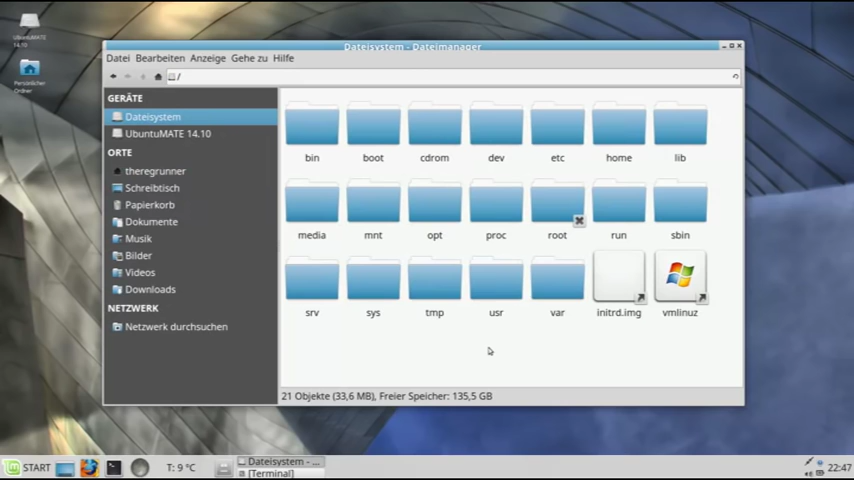 UbuntuMATE
14.10
Persönlicher
Ordner
Dateisystem - Dateimanager
Datei Bearbeiten Anzeige Gehe zu Hilfe
/
GERÄTE
Dateisystem
UbuntuMATE 14.10
ORTE
theregrunner
Schreibtisch
Papierkorb
Dokumente
Musik
Bilder
Videos
Downloads
NETZWERK
Netzwerk durchsuchen
bin boot cdrom dev etc home lib
media mnt opt proc root run sbin
srv sys tmp usr var initrd.img vmlinuz
21 Objekte (33,6 MB), Freier Speicher: 135,5 GB
START
T: 9 °C
Dateisystem - ...
[Terminal]
22:47